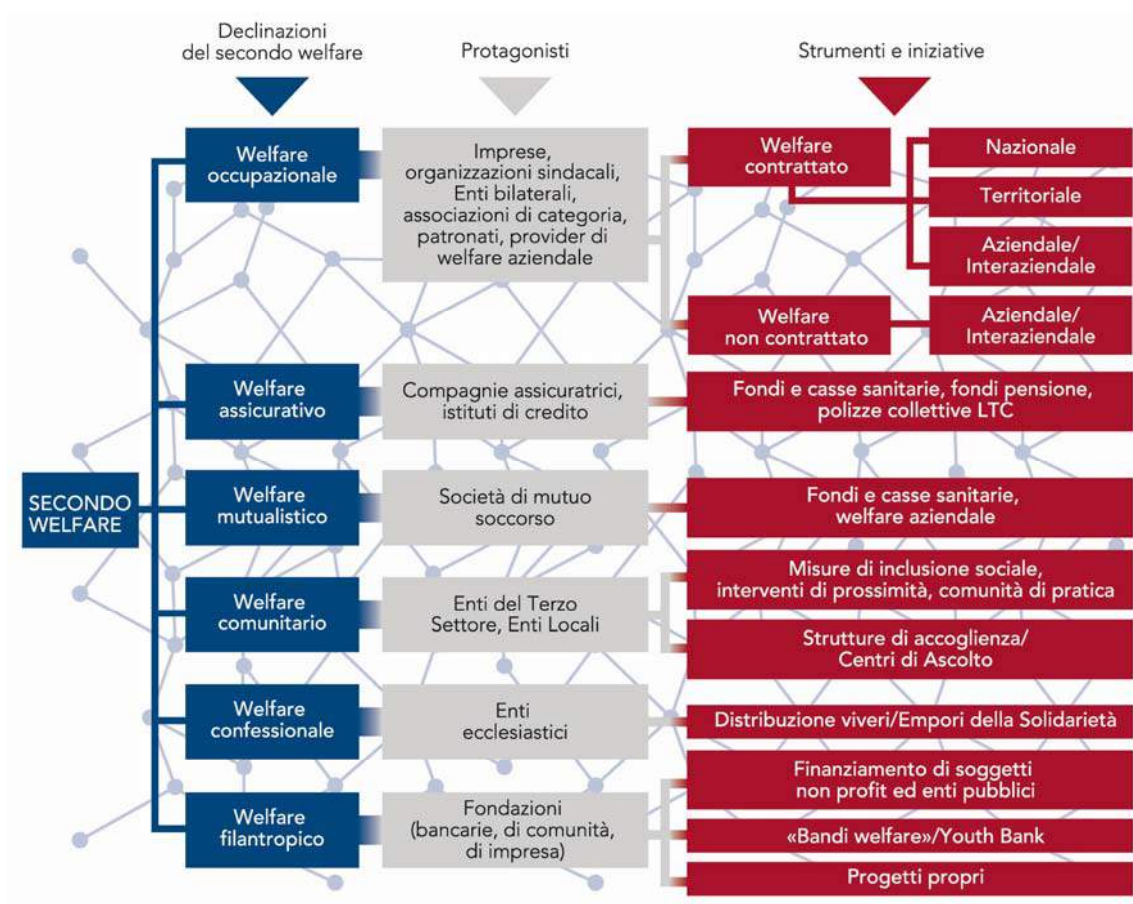 Declinazioni
del secondo welfare
Protagonisti
Strumenti e iniziative
SECONDO
WELFARE
Welfare
occupazionale
Imprese,
organizzazioni sindacali,
Enti bilaterali,
associazioni di categoria,
patronati, provider di
welfare aziendale
Welfare
contrattato
Nazionale
Territoriale
Aziendale/
Interaziendale
Welfare
non contrattato
Aziendale/
Interaziendale
Welfare
assicurativo
Compagnie assicuratrici,
istituti di credito
Fondi e casse sanitarie, fondi pensione,
polizze collettive LTC
Welfare
mutualistico
Società di mutuo
soccorso
Fondi e casse sanitarie,
welfare aziendale
Welfare
comunitario
Enti del Terzo
Settore, Enti Locali
Misure di inclusione sociale,
interventi di prossimità, comunità di pratica
Strutture di accoglienza/
Centri di Ascolto
Welfare
confessionale
Enti
ecclesiastici
Distribuzione viveri/Empori della Solidarietà
Welfare
filantropico
Fondazioni
(bancarie, di comunità,
di impresa)
Finanziamento di soggetti
non profit ed enti pubblici
«Bandi welfare»/Youth Bank
Progetti propri